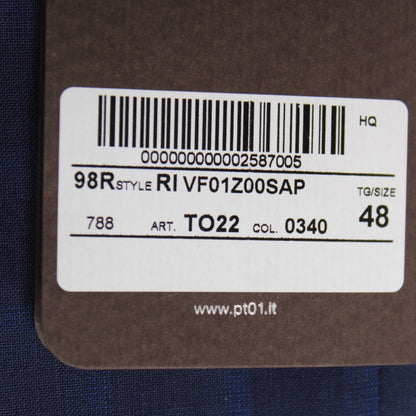 HQ
000000000002587005
98R STYLE RI VF01Z00SAP
TG/SIZE
788 ART. TO22 COL. 0340 48
www.pt01.it